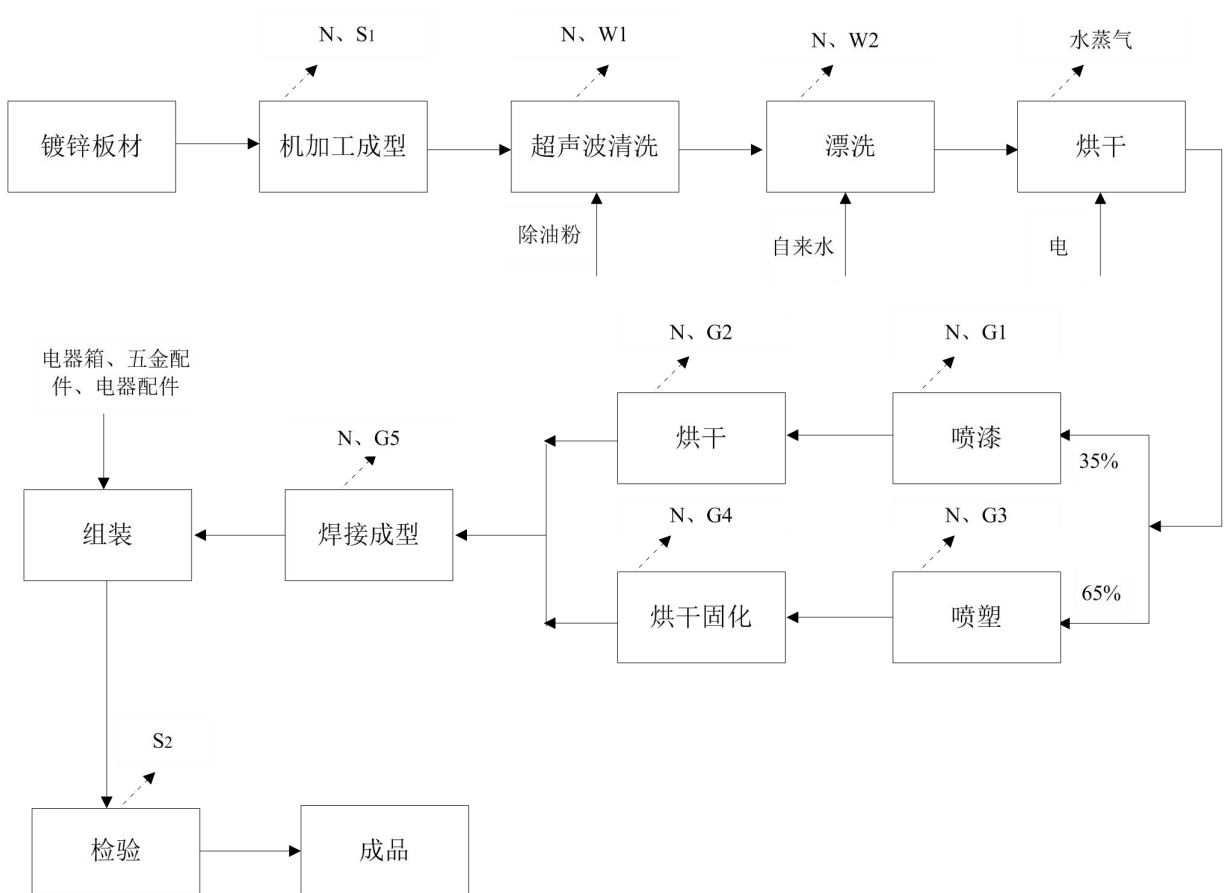 N、S1
N、W1
N、W2
水蒸气
镀锌板材
机加工成型
超声波清洗
漂洗
烘干
除油粉
自来水
电
电器箱、五金配
件、电器配件
N、G2
N、G1
烘干
喷漆
35%
N、G5
组装
焊接成型
N、G4
N、G3
65%
烘干固化
喷塑
S2
检验
成品